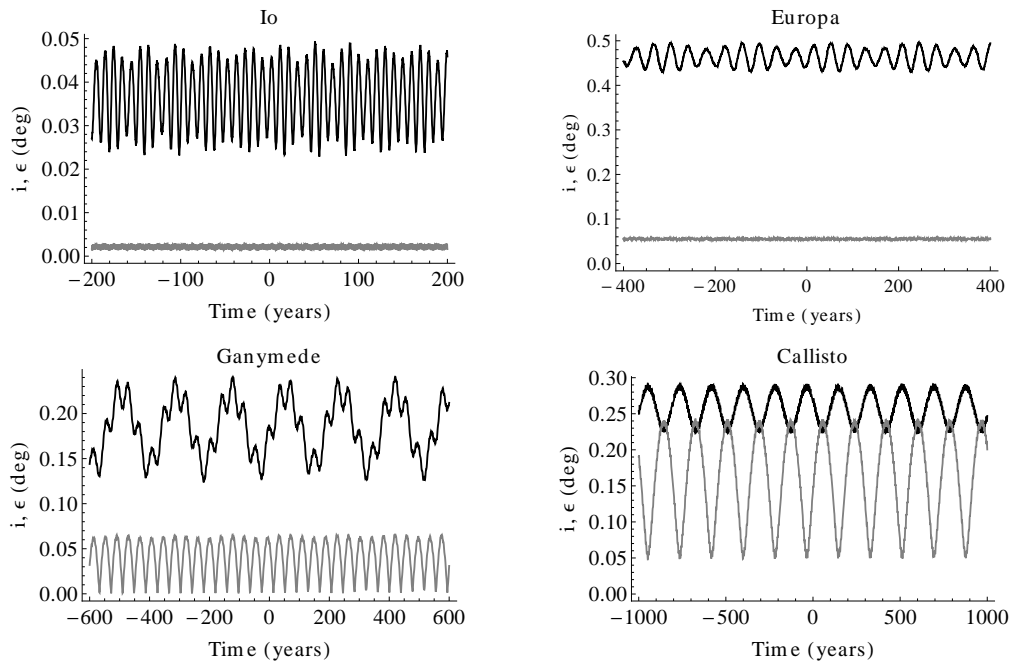 Io
0.05
0.04
0.03
0.02
0.01
0.00
i, ϵ (deg)
−200 −100 0 100 200
Time (years)
Europa
0.5
0.4
0.3
0.2
0.1
0.0
i, ϵ (deg)
−400 −200 0 200 400
Time (years)
Ganymede
0.20
0.15
0.10
0.05
0.00
i, ϵ (deg)
−600 −400 −200 0 200 400 600
Time (years)
Callisto
0.30
0.25
0.20
0.15
0.10
0.05
0.00
i, ϵ (deg)
−1000 −500 0 500 1000
Time (years)